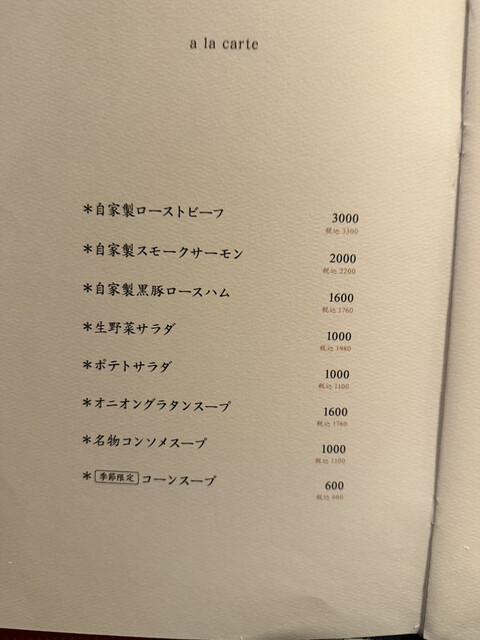 a la carte
＊自家製ローストビーフ 3000
税込 3300
＊自家製スモークサーモン 2000
税込 2200
＊自家製黒豚ロースハム 1600
税込 1760
＊生野菜サラダ 1000
税込 1980
＊ポテトサラダ 1000
税込 1100
＊オニオングラタンスープ 1600
税込 1760
＊名物コンソメスープ 1000
税込 1100
＊季節限定 コーンスープ 600
税込 660